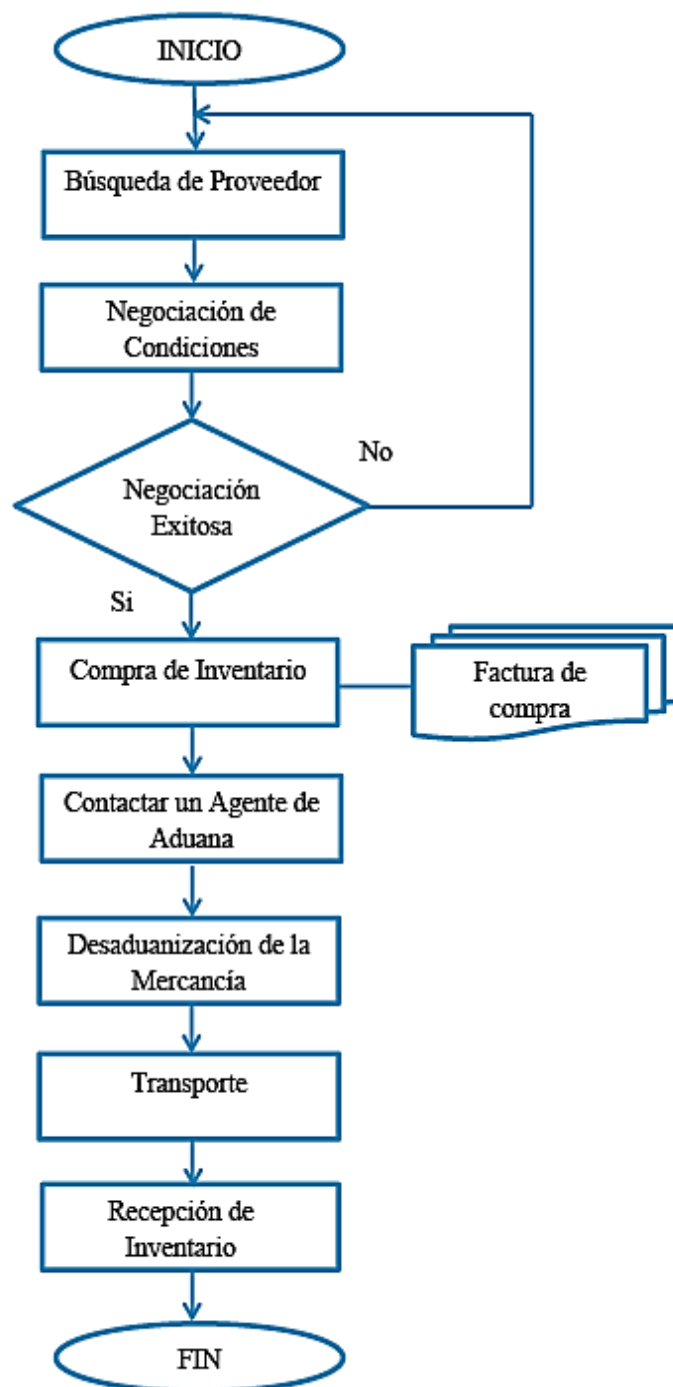 INICIO
Búsqueda de Proveedor
Negociación de
Condiciones
No
Negociación
Exitosa
Si
Compra de Inventario
Factura de
compra
Contactar un Agente de
Aduana
Desaduanización de la
Mercancía
Transporte
Recepción de
Inventario
FIN